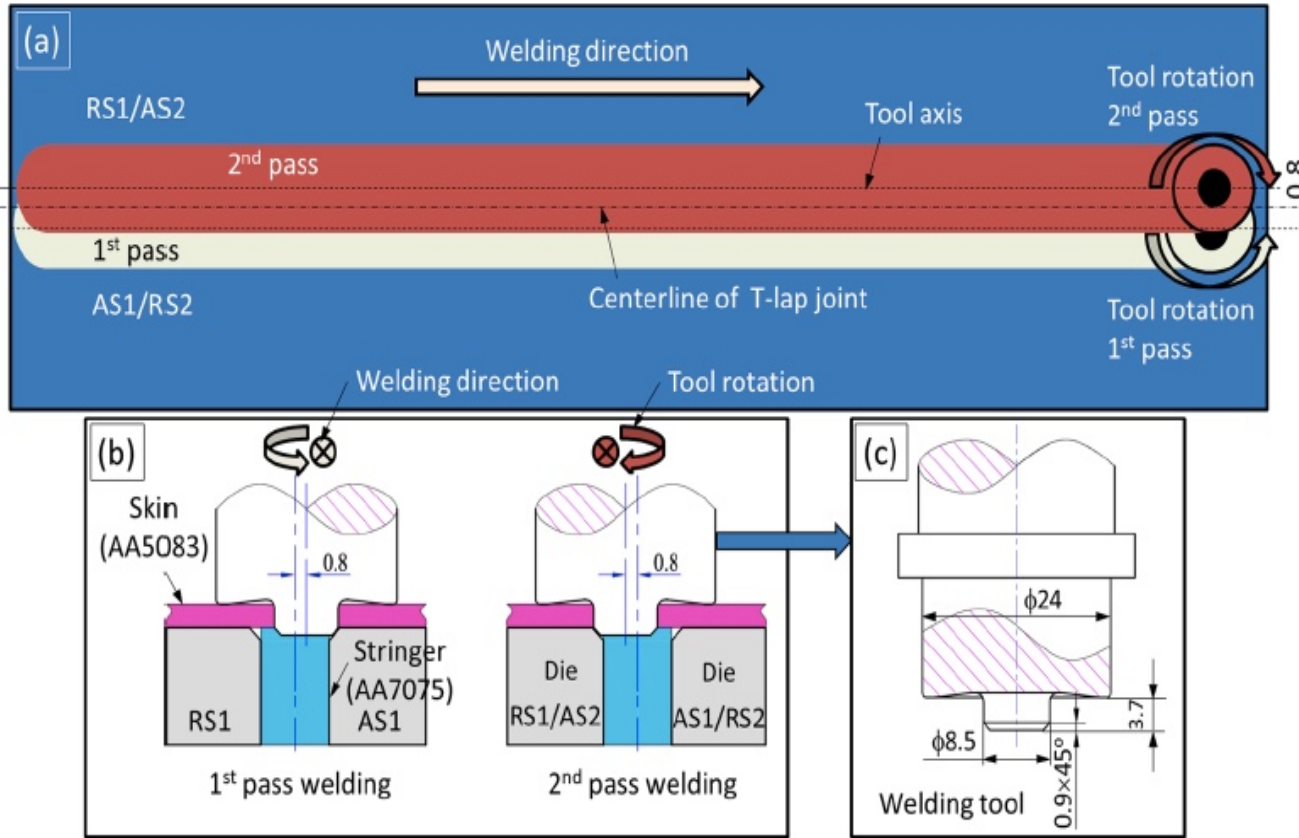 (a)
Welding direction
RS1/AS2
Tool axis
Tool rotation
2nd pass
2nd pass
0.8
1st pass
AS1/RS2
Centerline of T-lap joint
Tool rotation
1st pass
(b)
Welding direction
Tool rotation
Skin
(AA5083)
0.8
0.8
Stringer
(AA7075)
RS1
AS1
Die
RS1/AS2
Die
AS1/RS2
1st pass welding
2nd pass welding
(c)
ϕ24
3.7
ϕ8.5
0.9×45°
Welding tool